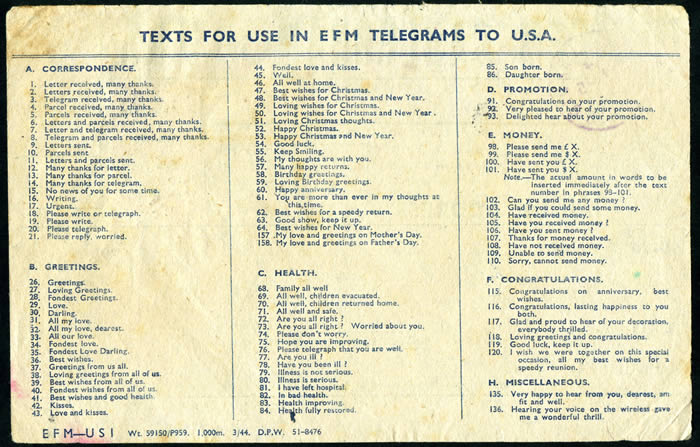 TEXTS FOR USE IN EFM TELEGRAMS TO U.S.A.
A. CORRESPONDENCE.
1. Letter received, many thanks.
2. Letters received, many thanks.
3. Telegram received, many thanks.
4. Parcel received, many thanks.
5. Parcels received, many thanks.
6. Letters and parcels received, many thanks.
7. Letter and telegram received, many thanks.
8. Telegram and parcels received, many thanks.
9. Letters sent.
10. Parcels sent.
11. Letters and parcels sent.
12. Many thanks for letter.
13. Many thanks for parcel.
14. Many thanks for telegram.
15. No news of you for some time.
16. Writing.
17. Urgent.
18. Please write or telegraph.
19. Please write.
20. Please telegraph.
21. Please reply, worried.
B. GREETINGS.
26. Greetings.
27. Loving Greetings.
28. Fondest Greetings.
29. Love.
30. Darling.
31. All my love.
32. All my love, dearest.
33. All our love.
34. Fondest love.
35. Fondest Love Darling.
36. Best wishes.
37. Greetings from us all.
38. Loving greetings from all of us.
39. Best wishes from all of us.
40. Fondest wishes from all of us.
41. Best wishes and good health.
42. Kisses.
43. Love and kisses.
44. Fondest love and kisses.
45. Well.
46. All well at home.
47. Best wishes for Christmas.
48. Best wishes for Christmas and New Year.
49. Loving wishes for Christmas.
50. Loving wishes for Christmas and New Year.
51. Loving Christmas thoughts.
52. Happy Christmas.
53. Happy Christmas and New Year.
54. Good luck.
55. Keep Smiling.
56. My thoughts are with you.
57. Many happy returns.
58. Birthday greetings.
59. Loving Birthday greetings.
60. Happy anniversary.
61. You are more than ever in my thoughts at
this time.
62. Best wishes for a speedy return.
63. Good show, keep it up.
64. Best wishes for New Year.
157 .My love and greetings on Mother's Day.
158. My love and greetings on Father's Day.
C. HEALTH.
68. Family all well
69. All well, children evacuated.
70. All well, children returned home.
71. All well and safe.
72. Are you all right ?
73. Are you all right ? Worried about you.
74. Please don't worry.
75. Hope you are improving.
76. Please telegraph that you are well.
77. Are you ill ?
78. Have you been ill ?
79. Illness is not serious.
80. Illness is serious.
81. I have left hospital.
82. In bad health.
83. Health improving.
84. Health fully restored.
85. Son born.
86. Daughter born.
D. PROMOTION.
91. Congratulations on your promotion.
92. Very pleased to hear of your promotion.
93. Delighted hear about your promotion.
E. MONEY.
98. Please send me £ X.
99. Please send me $ X.
100. Have sent you £ X.
101. Have sent you $ X.
Note.—The actual amount in words to be
inserted immediately after the text
number in phrases 98-101.
102. Can you send me any money ?
103. Glad if you could send some money.
104. Have received money.
105. Have you received money ?
106. Have you sent money ?
107. Thanks for money received.
108. Have not received money.
109. Unable to send money.
110. Sorry, cannot send money.
F. CONGRATULATIONS.
115. Congratulations on anniversary, best
wishes.
116. Congratulations, lasting happiness to you
both.
117. Glad and proud to hear of your decoration,
everybody thrilled.
118. Loving greetings and congratulations.
119. Good luck, keep it up.
120. I wish we were together on this special
occasion, all my best wishes for a
speedy reunion.
H. MISCELLANEOUS.
135. Very happy to hear from you, dearest, am
fit and well.
136. Hearing your voice on the wireless gave
me a wonderful thrill.
EFM—US1 Wt. 59150/P959. 1,000m. 3/44. D.P.W. 51-8476